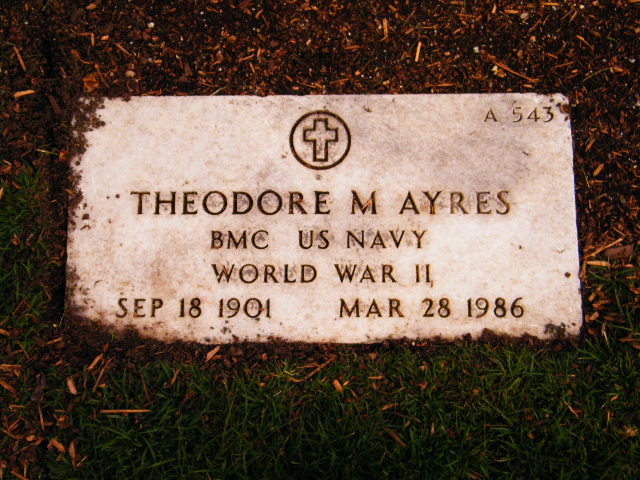 A 543
THEODORE M AYRES
BMC US NAVY
WORLD WAR II
SEP 18 1901 MAR 28 1986